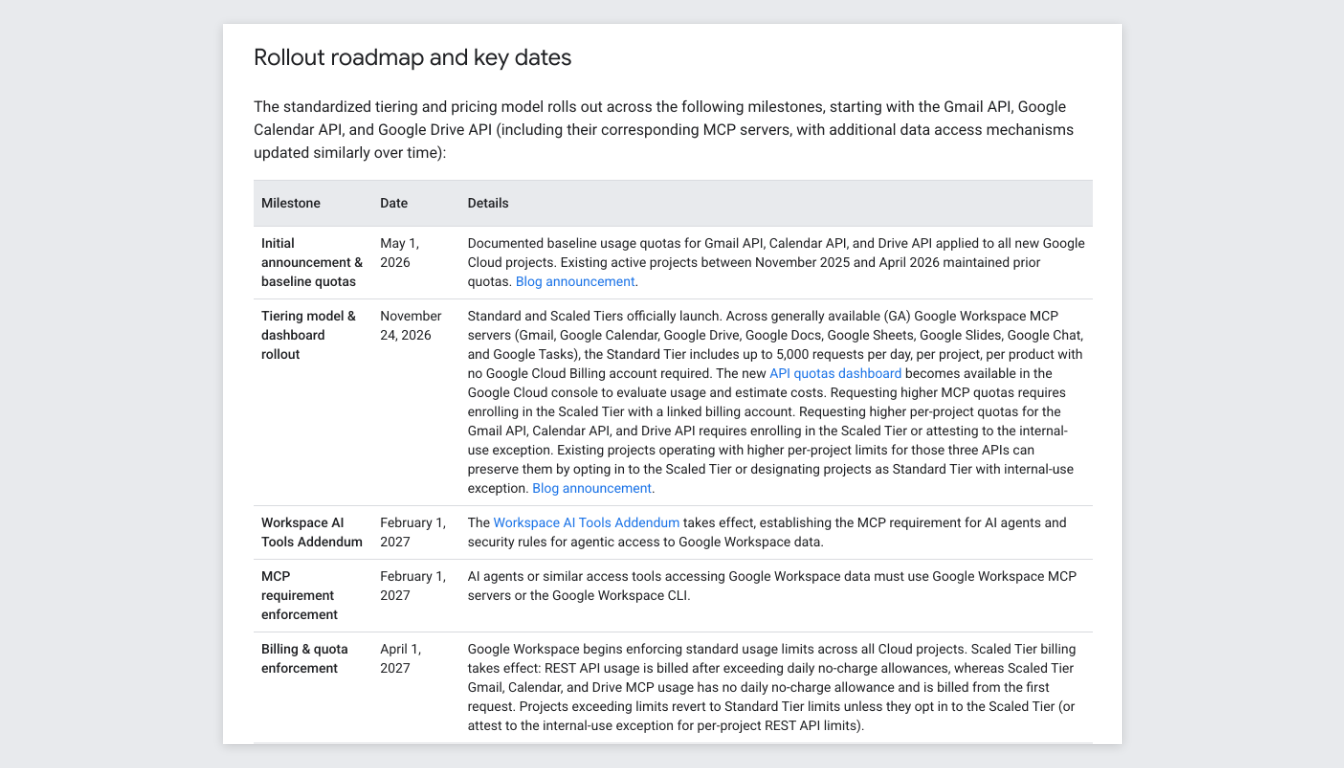 Rollout roadmap and key dates
The standardized tiering and pricing model rolls out across the following milestones, starting with the Gmail API, Google
Calendar API, and Google Drive API (including their corresponding MCP servers, with additional data access mechanisms
updated similarly over time):
Milestone Date Details
Initial announcement & baseline quotas
May 1, 2026
Documented baseline usage quotas for Gmail API, Calendar API, and Drive API applied to all new Google
Cloud projects. Existing active projects between November 2025 and April 2026 maintained prior
quotas. Blog announcement.
Tiering model & dashboard rollout
November 24, 2026
Standard and Scaled Tiers officially launch. Across generally available (GA) Google Workspace MCP
servers (Gmail, Google Calendar, Google Drive, Google Docs, Google Sheets, Google Slides, Google Chat,
and Google Tasks), the Standard Tier includes up to 5,000 requests per day, per project, per product with
no Google Cloud Billing account required. The new API quotas dashboard becomes available in the
Google Cloud console to evaluate usage and estimate costs. Requesting higher MCP quotas requires
enrolling in the Scaled Tier with a linked billing account. Requesting higher per-project quotas for the
Gmail API, Calendar API, and Drive API requires enrolling in the Scaled Tier or attesting to the internal-
use exception. Existing projects operating with higher per-project limits for those three APIs can
preserve them by opting in to the Scaled Tier or designating projects as Standard Tier with internal-use
exception. Blog announcement.
Workspace AI Tools Addendum
February 1, 2027
The Workspace AI Tools Addendum takes effect, establishing the MCP requirement for AI agents and
security rules for agentic access to Google Workspace data.
MCP requirement enforcement
February 1, 2027
AI agents or similar access tools accessing Google Workspace data must use Google Workspace MCP
servers or the Google Workspace CLI.
Billing & quota enforcement
April 1, 2027
Google Workspace begins enforcing standard usage limits across all Cloud projects. Scaled Tier billing
takes effect: REST API usage is billed after exceeding daily no-charge allowances, whereas Scaled Tier
Gmail, Calendar, and Drive MCP usage has no daily no-charge allowance and is billed from the first
request. Projects exceeding limits revert to Standard Tier limits unless they opt in to the Scaled Tier (or
attest to the internal-use exception for per-project REST API limits).